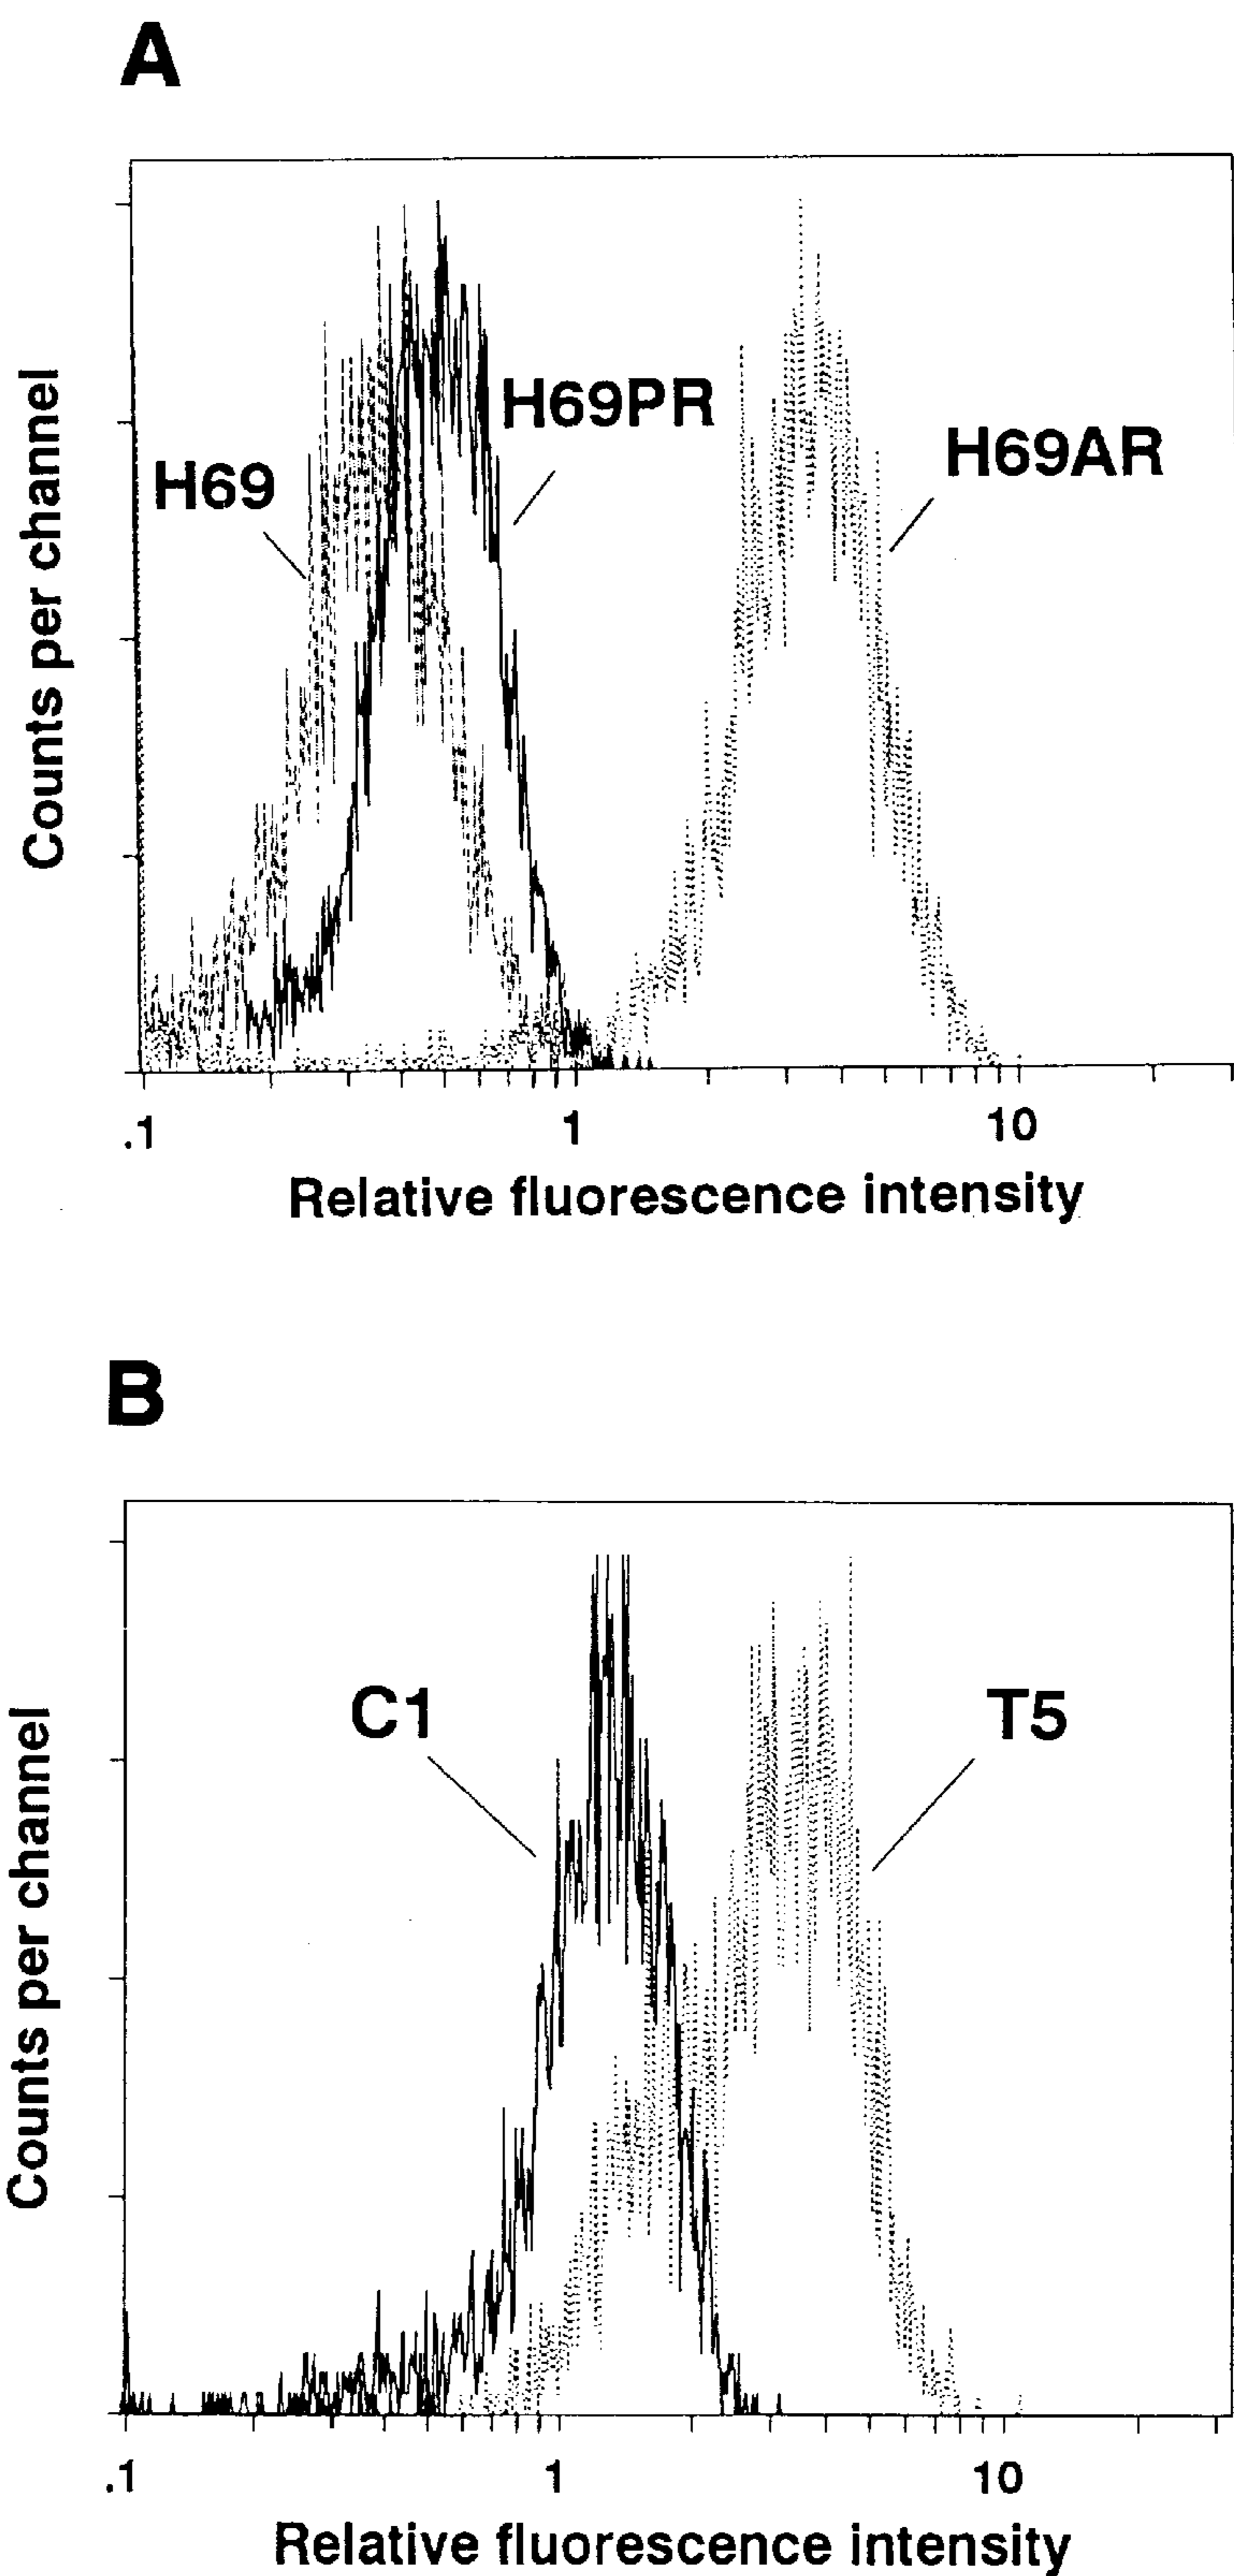 A
Counts per channel
H69
H69PR
H69AR
.1 1 10
Relative fluorescence intensity
B
Counts per channel
C1
T5
.1 1 10
Relative fluorescence intensity